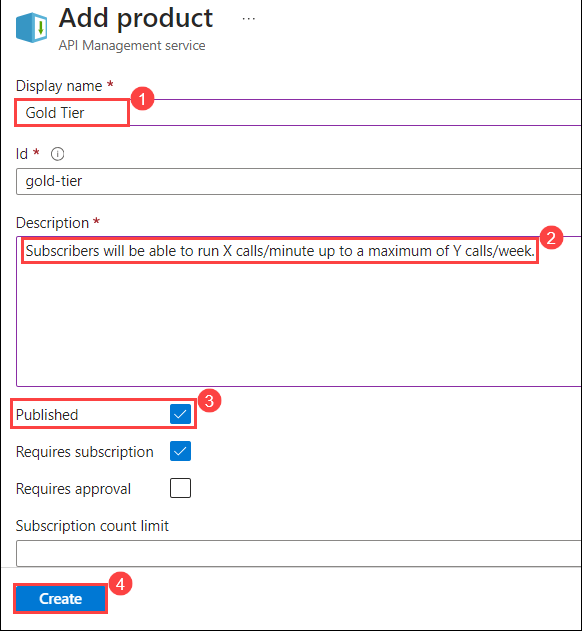 Add product ...
API Management service
Display name *
Gold Tier
1
Id *
gold-tier
Description *
2
Subscribers will be able to run X calls/minute up to a maximum of Y calls/week.
3
Published
Requires subscription
Requires approval
Subscription count limit
4
Create